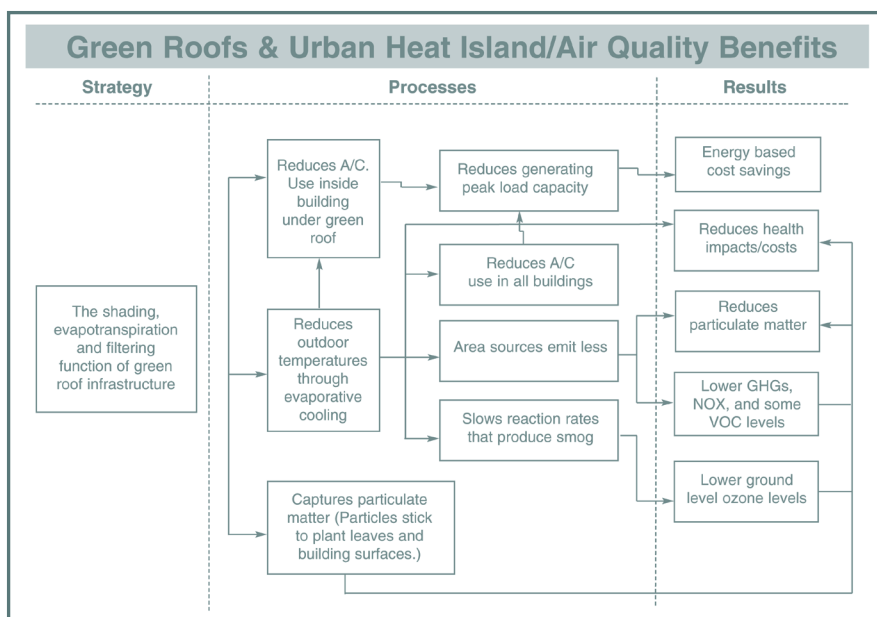 Green Roofs & Urban Heat Island/Air Quality Benefits
Strategy
Processes
Results
The shading,
evapotranspiration
and filtering
function of green
roof infrastructure
Reduces A/C.
Use inside
building
under green
roof
Reduces
outdoor
temperatures
through
evaporative
cooling
Captures particulate
matter (Particles stick
to plant leaves and
building surfaces.)
Reduces generating
peak load capacity
Reduces A/C
use in all buildings
Area sources emit less
Slows reaction rates
that produce smog
Energy based
cost savings
Reduces health
impacts/costs
Reduces
particulate matter
Lower GHGs,
NOX, and some
VOC levels
Lower ground
level ozone levels